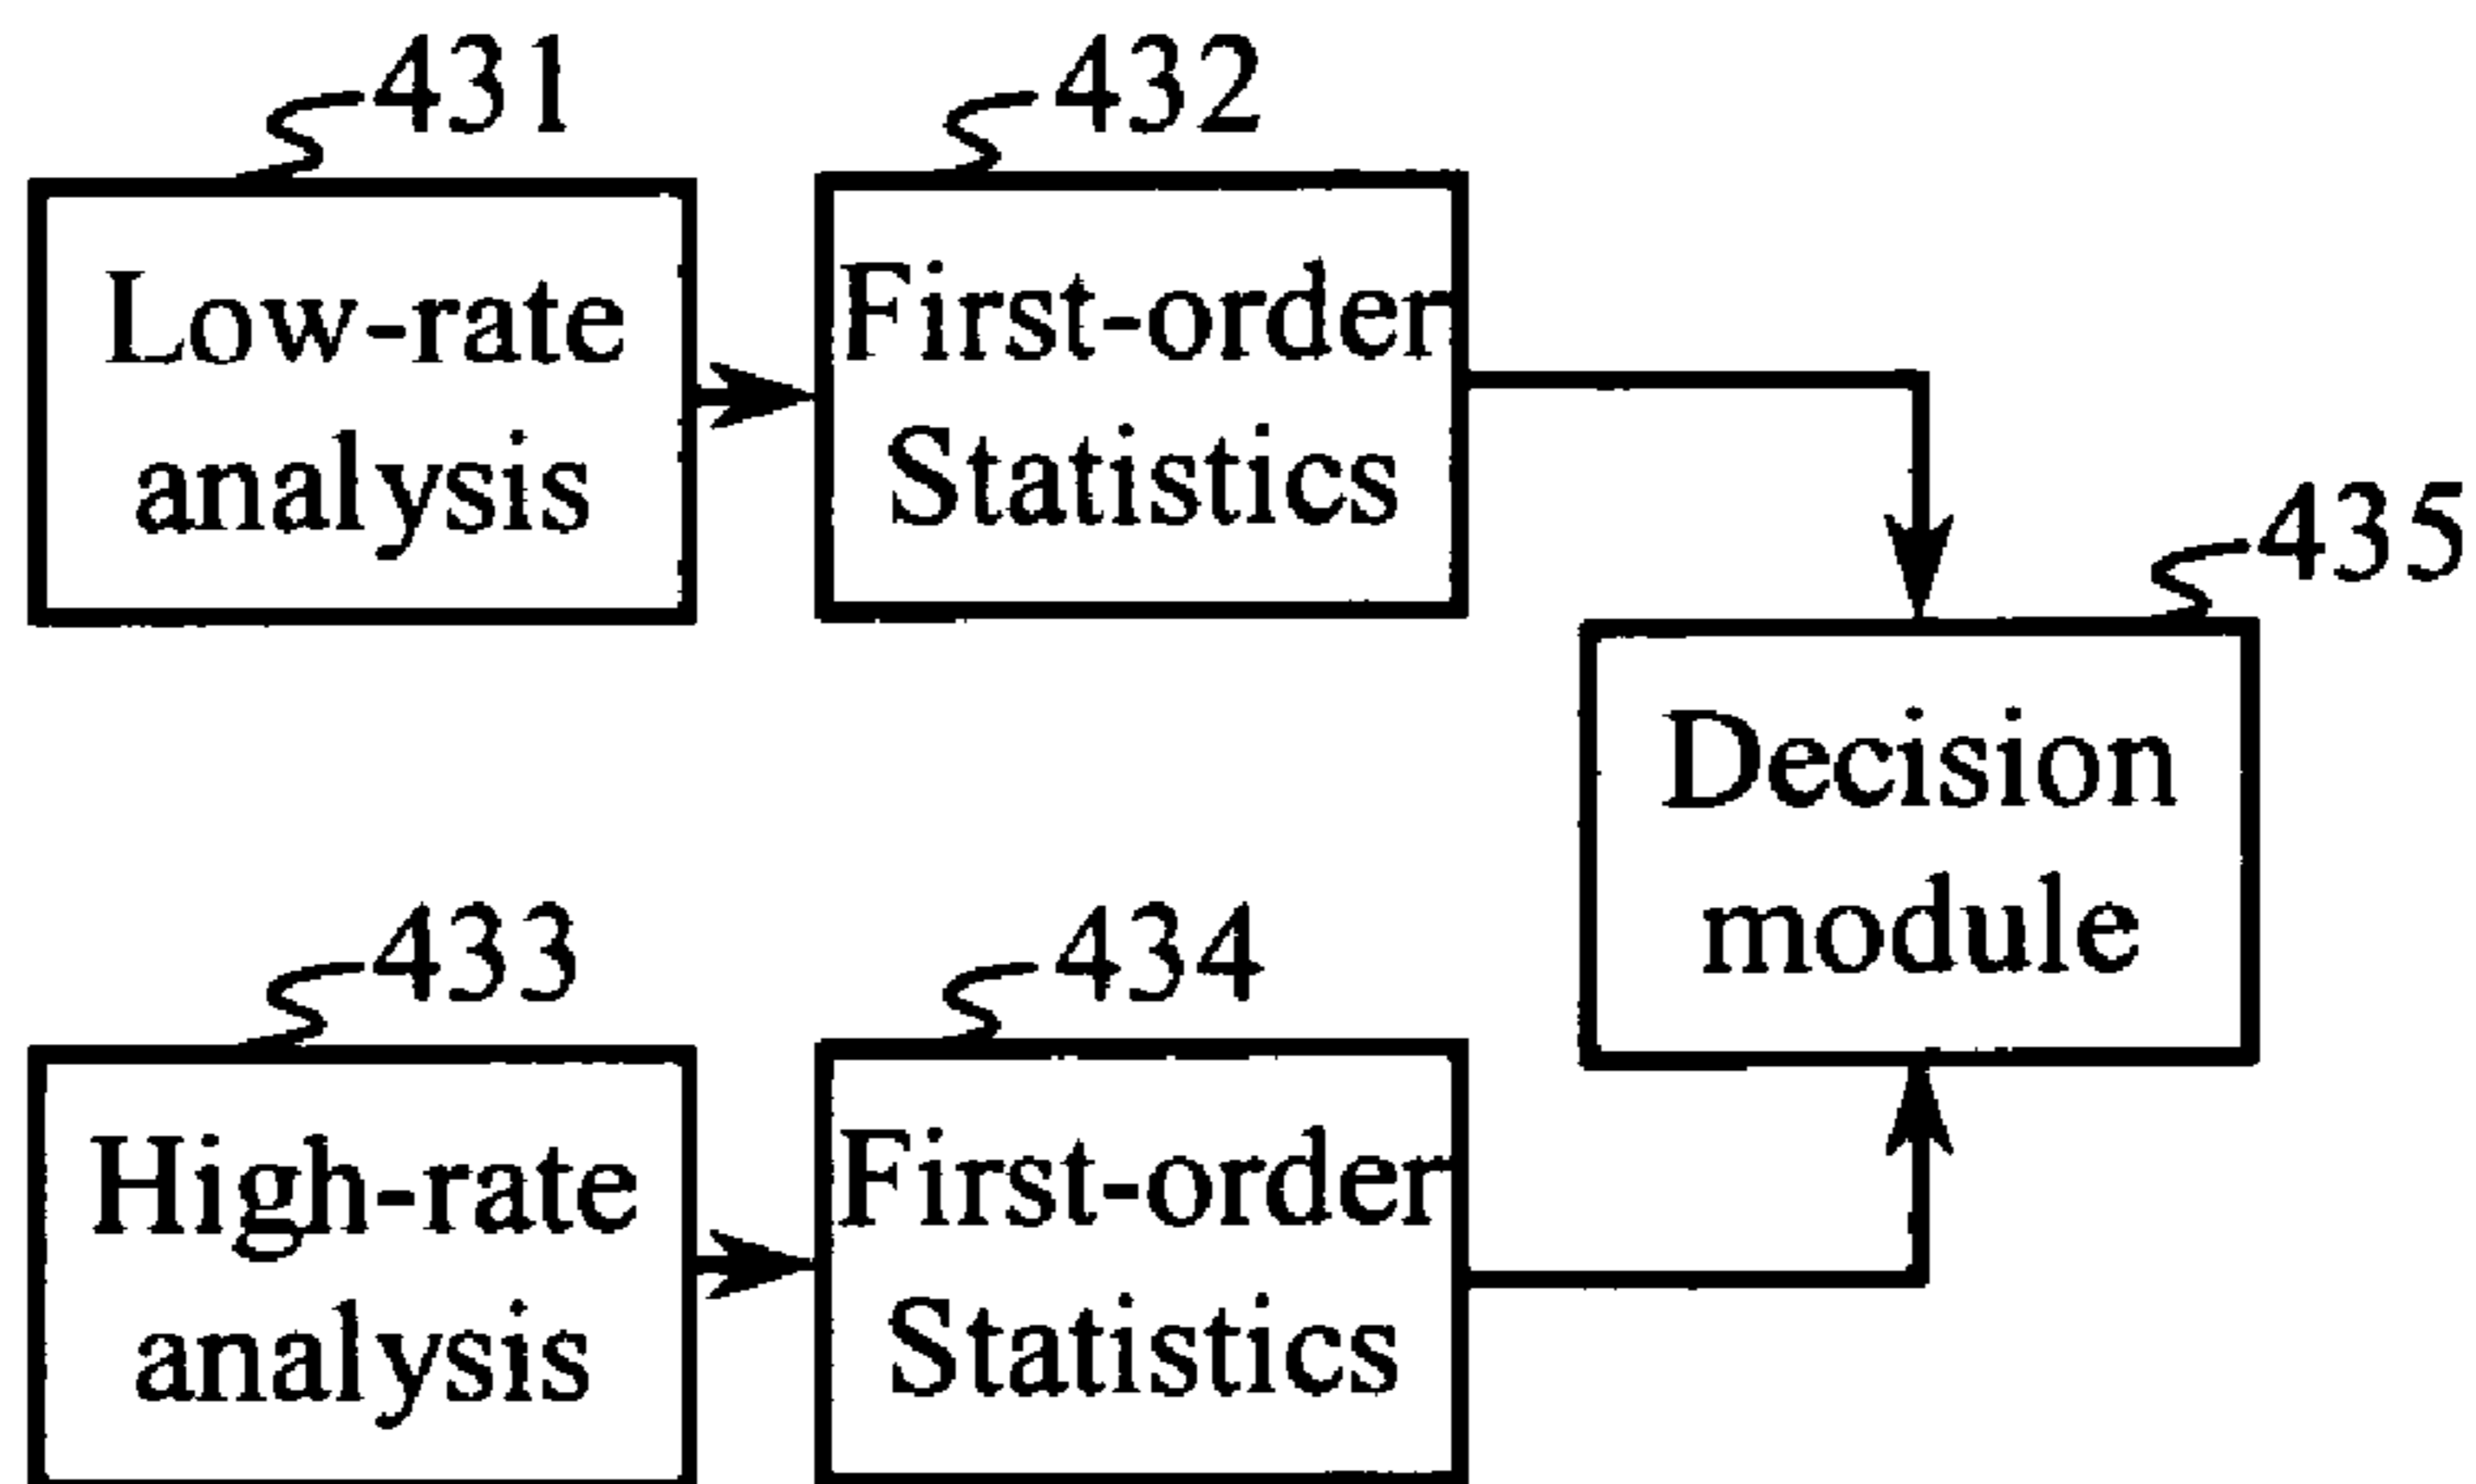 431
432
Low-rate
analysis
First-order
Statistics
435
Decision
module
433
434
High-rate
analysis
First-order
Statistics